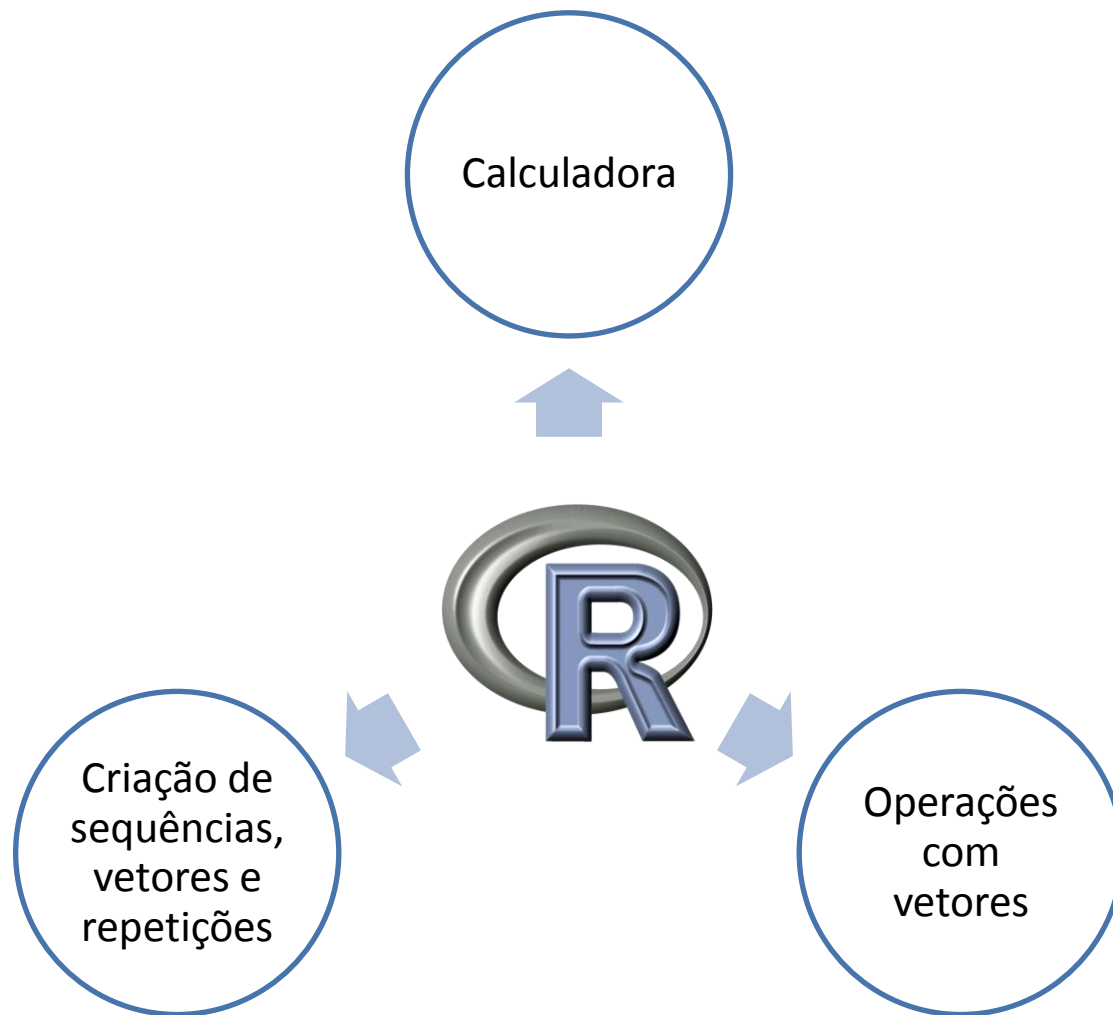 Calculadora
R
Criação de
sequências,
vetores e
repetições
Operações
com
vetores